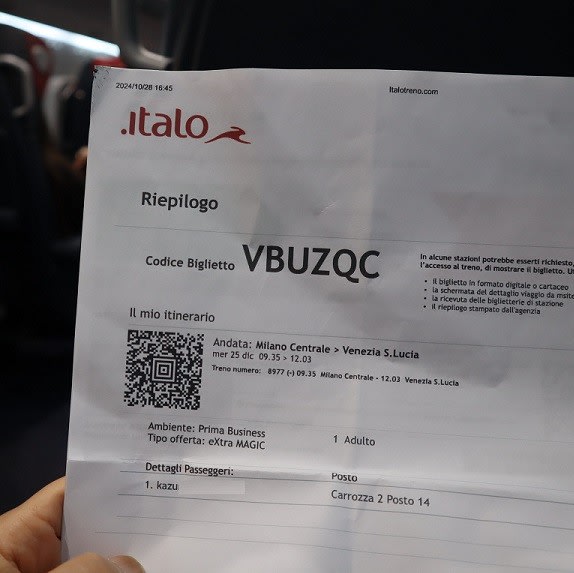 2024/10/28 16:45
Italotreno.com
.italo
Riepilogo
Codice Biglietto VBUZQC
In alcune stazioni potrebbe esserti richiesto,
l'accesso al treno, di mostrare il biglietto. Ut
• il biglietto in formato digitale o cartaceo
• la schermata del dettaglio viaggio da msite
• la ricevuta delle biglietterie di stazione
• il riepilogo stampato dall'agenzia
Il mio itinerario
Andata: Milano Centrale > Venezia S.Lucia
mer 25 dic 09.35 > 12.03
Treno numero: 8977 (-) 09.35 Milano Centrale - 12.03 Venezia S.Lucia
Ambiente: Prima Business
Tipo offerta: eXtra MAGIC
1 Adulto
Dettagli Passeggeri:
Posto
1. kazu
Carrozza 2 Posto 14